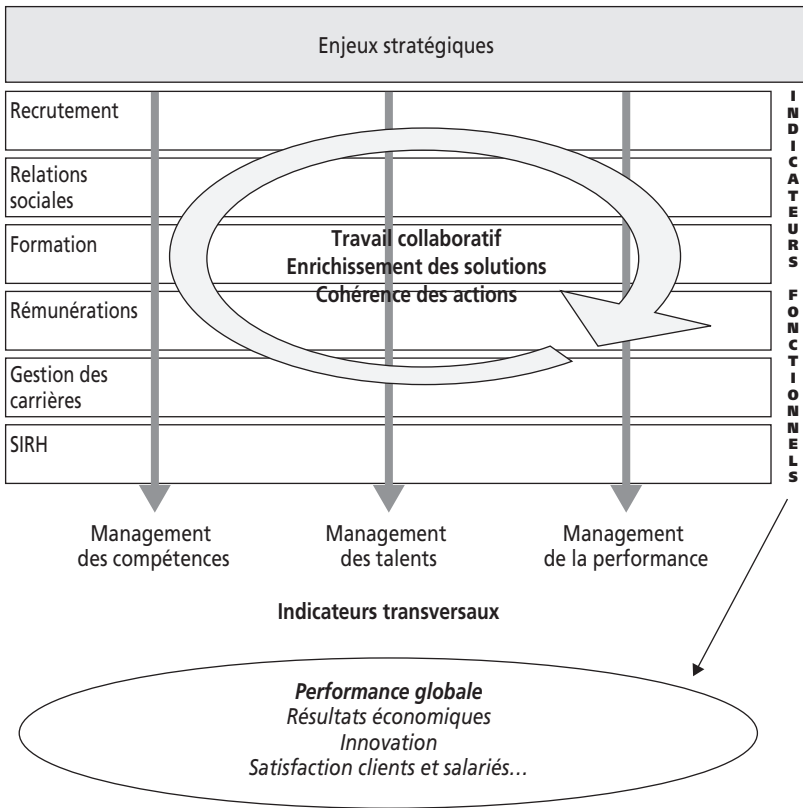 Enjeux stratégiques
Recrutement
Relations
sociales
Formation
Rémunérations
Gestion des
carrières
SIRH
Travail collaboratif
Enrichissement des solutions
Cohérence des actions
INDICATEURS FONCTIONNELS
Management
des compétences
Management
des talents
Management
de la performance
Indicateurs transversaux
Performance globale
Résultats économiques
Innovation
Satisfaction clients et salariés…